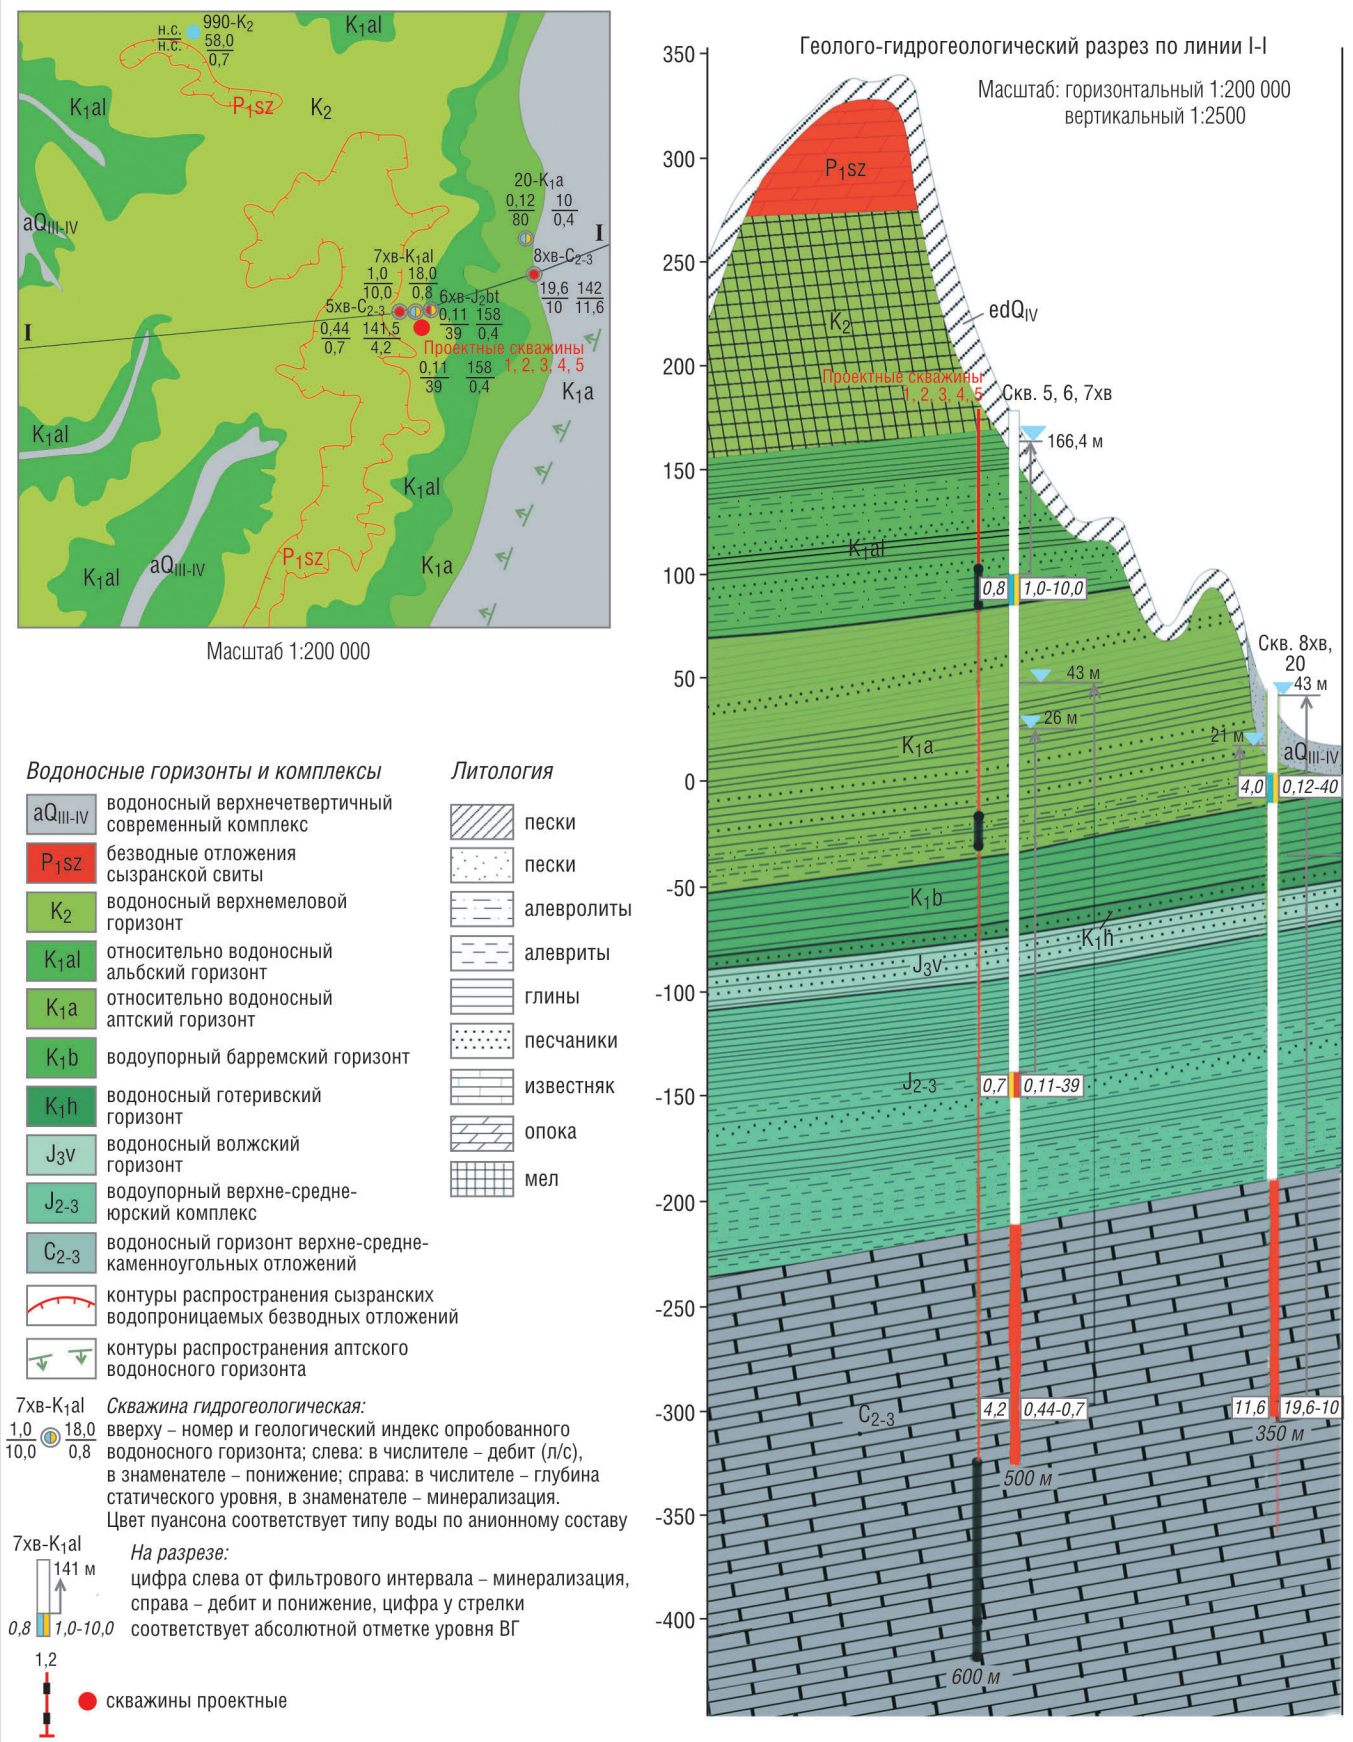 990-K2
н.с.
н.с.
58,0
0,7
K1al
K1al
P1sz
K2
aQIII-IV
20-K1a
0,12
80
10
0,4
I
7хв-K1al
1,0
10,0
18,0
0,8
8хв-C2-3
19,6
10
142
11,6
5хв-C2-3
0,44
0,7
141,5
4,2
6хв-J2bt
0,11
39
158
0,4
I
Проектные скважины
1, 2, 3, 4, 5
0,11
39
158
0,4
K1a
K1al
K1al
P1sz
K1a
aQIII-IV
K1al
Масштаб 1:200 000
Геолого-гидрогеологический разрез по линии I-I
Масштаб: горизонтальный 1:200 000
вертикальный 1:2500
350
300
250
200
150
100
50
0
-50
-100
-150
-200
-250
-300
-350
-400
P1sz
K2
edQIV
Проектные скважины
1, 2, 3, 4, 5
Скв. 5, 6, 7хв
166,4 м
K1al
0,8
1,0-10,0
43 м
26 м
K1a
Скв. 8хв,
20
43 м
21 м
aQIII-IV
4,0
0,12-40
K1b
K1h
J3v
J2-3
0,7
0,11-39
C2-3
4,2
0,44-0,7
11,6
19,6-10
350 м
500 м
600 м
Водоносные горизонты и комплексы
aQIII-IV
водоносный верхнечетвертичный
современный комплекс
P1sz
безводные отложения
сызранской свиты
K2
водоносный верхнемеловой
горизонт
K1al
относительно водоносный
альбский горизонт
K1a
относительно водоносный
аптский горизонт
K1b
водоупорный барремский горизонт
K1h
водоносный готеривский
горизонт
J3v
водоносный волжский
горизонт
J2-3
водоупорный верхне-средне-
юрский комплекс
C2-3
водоносный горизонт верхне-средне-
каменноугольных отложений
контуры распространения сызранских
водопроницаемых безводных отложений
контуры распространения аптского
водоносного горизонта
Литология
пески
пески
алевролиты
алевриты
глины
песчаники
известняк
опока
мел
7хв-K1al
1,0
10,0
18,0
0,8
Скважина гидрогеологическая:
вверху – номер и геологический индекс опробованного
водоносного горизонта; слева: в числителе – дебит (л/с),
в знаменателе – понижение; справа: в числителе – глубина
статического уровня, в знаменателе – минерализация.
Цвет пуансона соответствует типу воды по анионному составу
7хв-K1al
141 м
0,8
1,0-10,0
На разрезе:
цифра слева от фильтрового интервала – минерализация,
справа – дебит и понижение, цифра у стрелки
соответствует абсолютной отметке уровня ВГ
1,2
скважины проектные